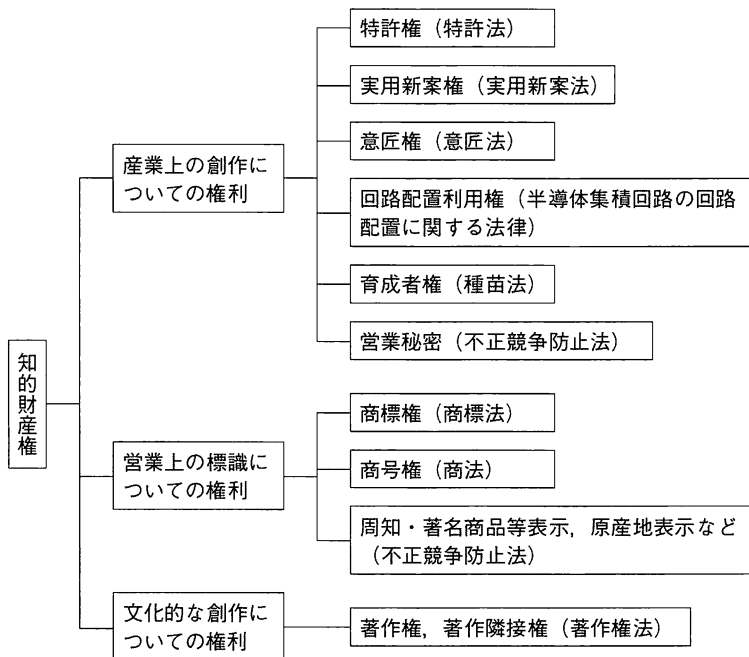 知的財産権
産業上の創作に
ついての権利
特許権（特許法）
実用新案権（実用新案法）
意匠権（意匠法）
回路配置利用権（半導体集積回路の回路
配置に関する法律）
育成者権（種苗法）
営業秘密（不正競争防止法）
営業上の標識に
ついての権利
商標権（商標法）
商号権（商法）
周知・著名商品等表示，原産地表示など
（不正競争防止法）
文化的な創作に
ついての権利
著作権，著作隣接権（著作権法）